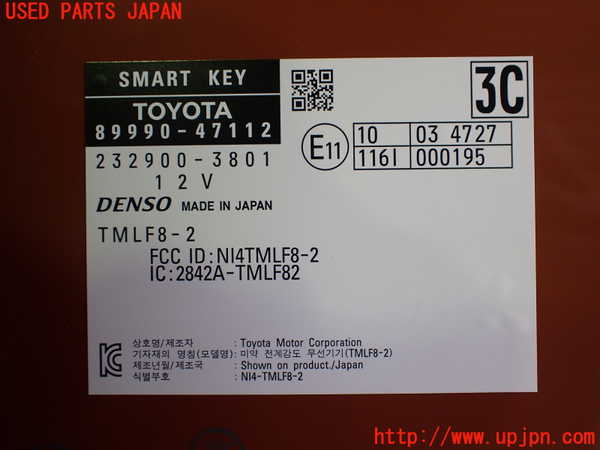 USED PARTS JAPAN
SMART KEY
3C
TOYOTA
89990-47112
232900-3801
12V
DENSO MADE IN JAPAN
E11
10 03 4727
116I 000195
TMLF8-2
FCC ID:NI4TMLF8-2
IC:2842A-TMLF82
상호명/제조자 : Toyota Motor Corporation
기자재의 명칭(모델명): 미약 전계강도 무선기기(TMLF8-2)
제조년월/제조국 : Shown on product./Japan
식별부호 : NI4-TMLF8-2
http://www.upjpn.com/